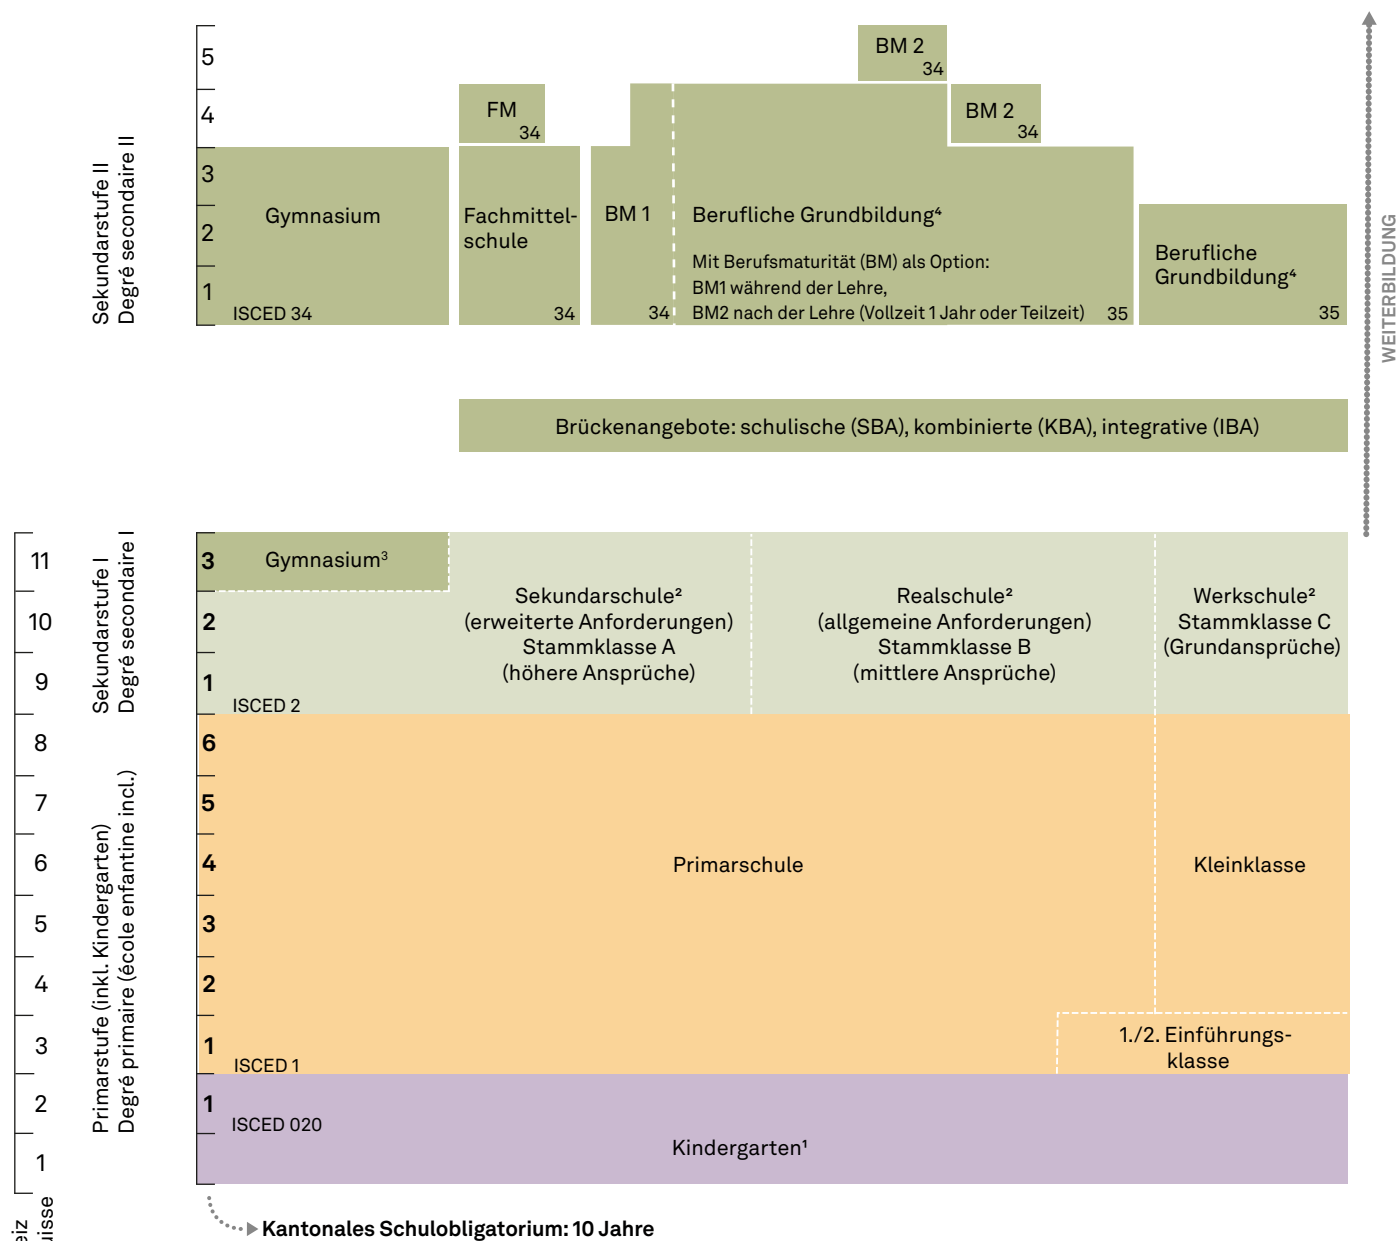 5
BM 2
34
4
FM
34
BM 2
34
Sekundarstufe II
Degré secondaire II
3
2
1
Gymnasium
ISCED 34
Fachmittel-
schule
34
BM 1
34
Berufliche Grundbildung⁴
Mit Berufsmaturität (BM) als Option:
BM1 während der Lehre,
BM2 nach der Lehre (Vollzeit 1 Jahr oder Teilzeit)
35
Berufliche
Grundbildung⁴
35
WEITERBILDUNG
Brückenangebote: schulische (SBA), kombinierte (KBA), integrative (IBA)
11
10
9
Sekundarstufe I
Degré secondaire I
3
2
1
Gymnasium³
ISCED 2
Sekundarschule²
(erweiterte Anforderungen)
Stammklasse A
(höhere Ansprüche)
Realschule²
(allgemeine Anforderungen)
Stammklasse B
(mittlere Ansprüche)
Werkschule²
Stammklasse C
(Grundansprüche)
8
7
6
5
4
3
2
1
Primarstufe (inkl. Kindergarten)
Degré primaire (école enfantine incl.)
6
5
4
3
2
1
ISCED 1
Primarschule
Kleinklasse
1./2. Einführungs-
klasse
1
ISCED 020
Kindergarten¹
Kantonales Schulobligatorium: 10 Jahre